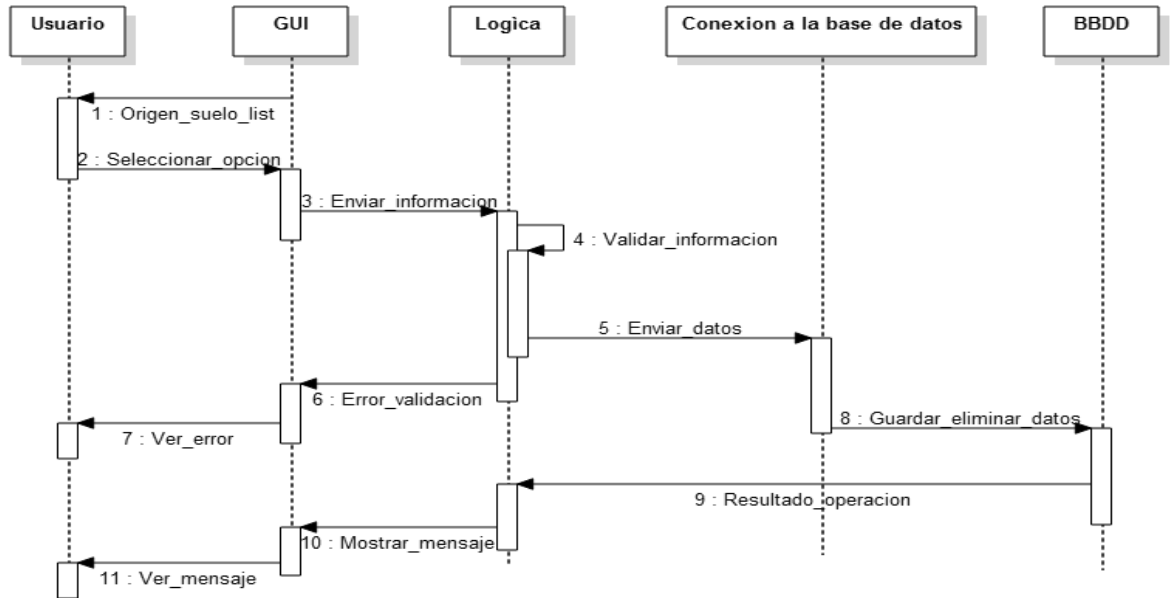 Usuario
GUI
Logìca
Conexion a la base de datos
BBDD
1 : Origen_suelo_list
2 : Seleccionar_opcion
3 : Enviar_informacion
4 : Validar_informacion
5 : Enviar_datos
6 : Error_validacion
7 : Ver_error
8 : Guardar_eliminar_datos
9 : Resultado_operacion
10 : Mostrar_mensaje
11 : Ver_mensaje